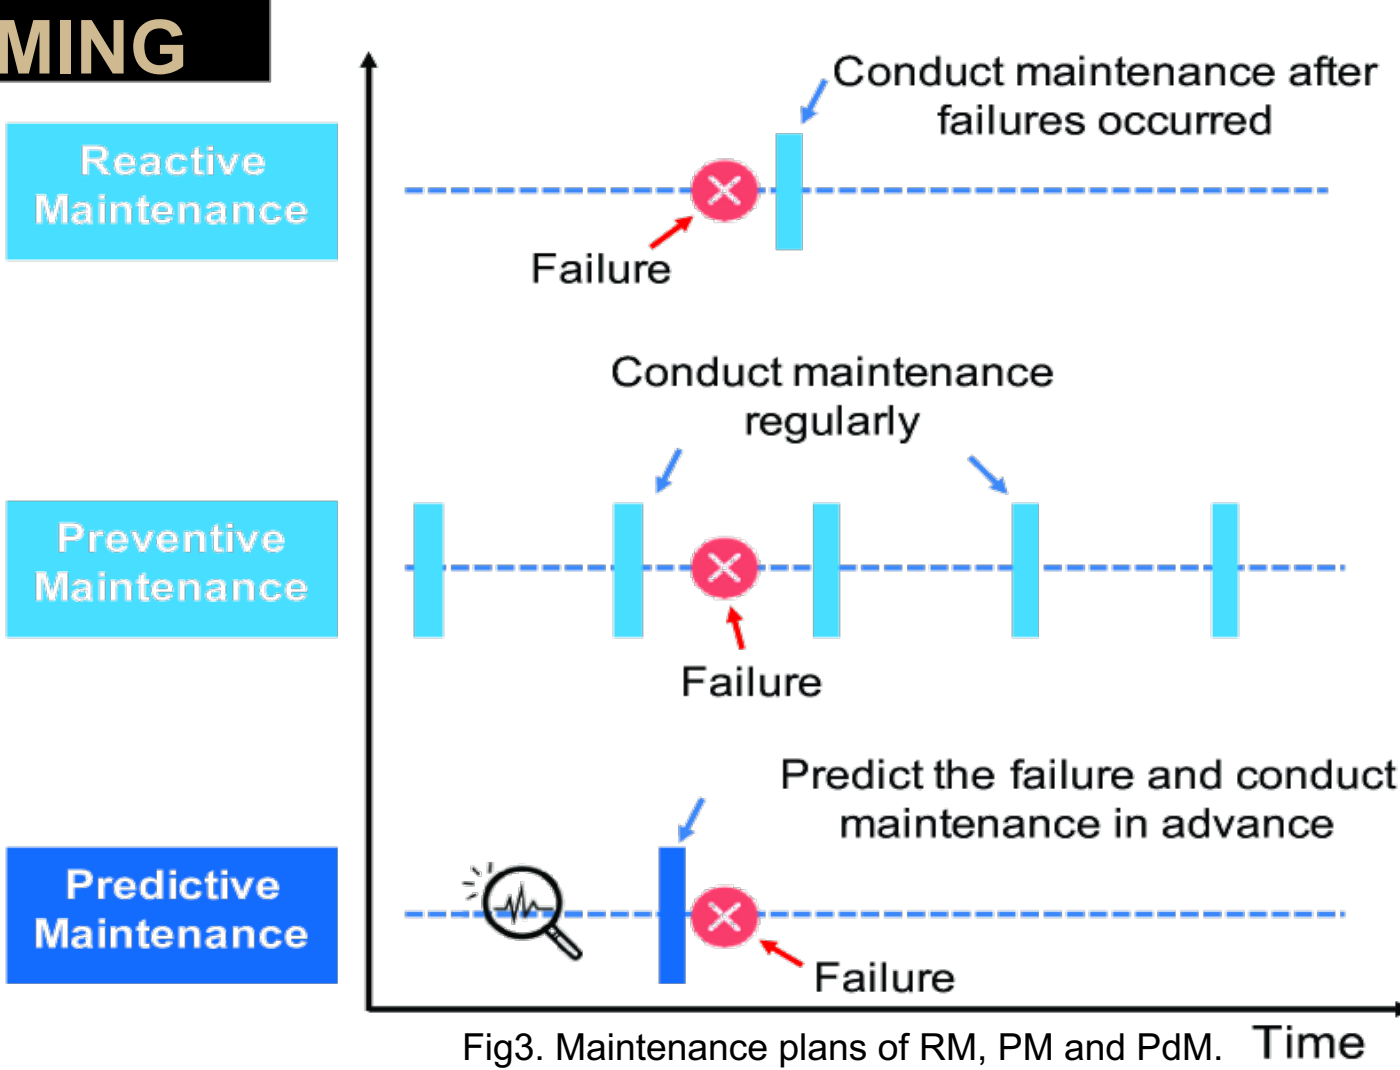 MING
Conduct maintenance after
failures occurred
Reactive
Maintenance
Failure
Conduct maintenance
regularly
Preventive
Maintenance
Failure
Predict the failure and conduct
maintenance in advance
Predictive
Maintenance
Failure
Fig3. Maintenance plans of RM, PM and PdM.
Time